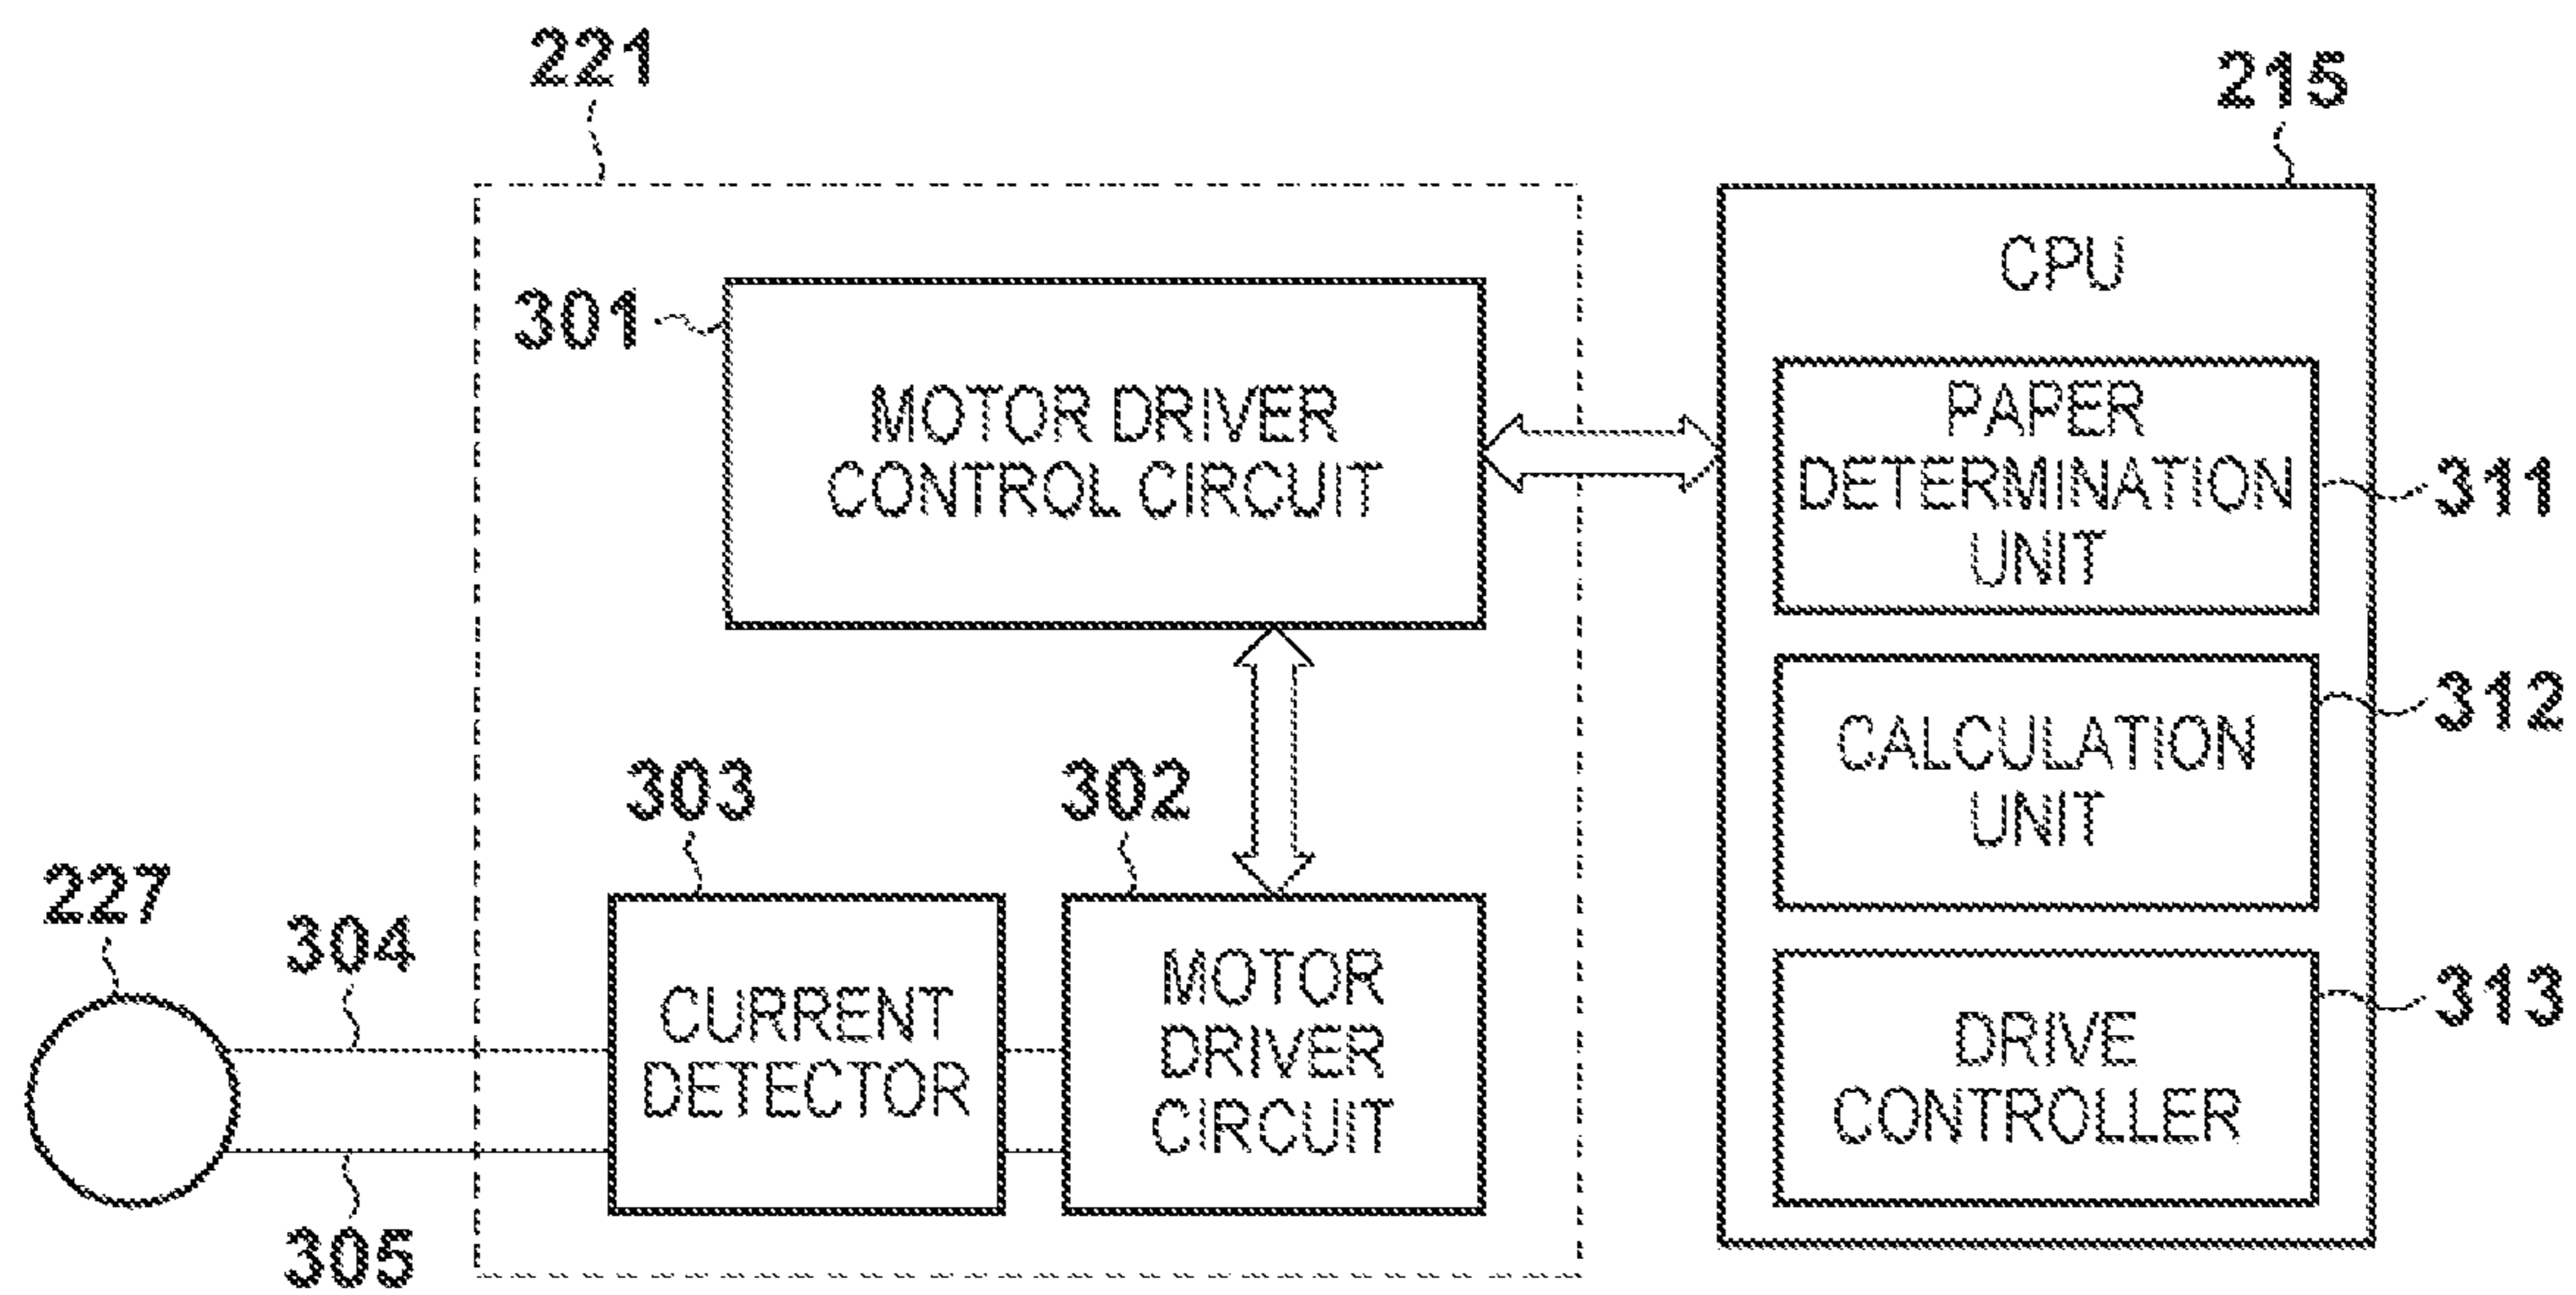 221
215
CPU
301
MOTOR DRIVER
CONTROL CIRCUIT
PAPER
DETERMINATION
UNIT
311
CALCULATION
UNIT
312
303
302
227
304
CURRENT
DETECTOR
MOTOR
DRIVER
CIRCUIT
DRIVE
CONTROLLER
313
305